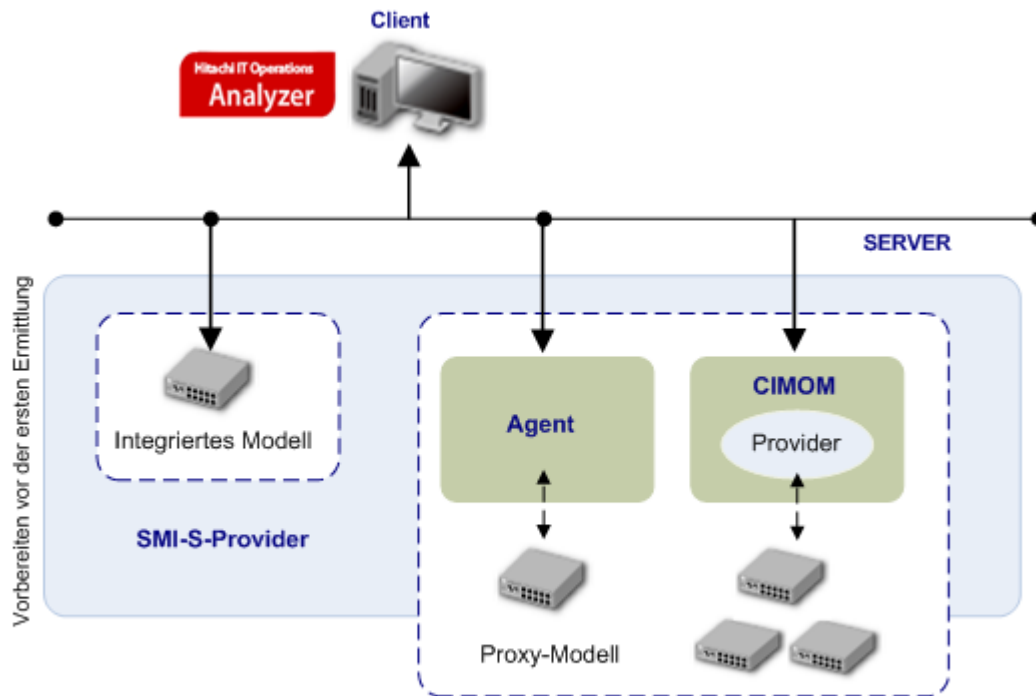 Client
Hitachi IT Operations
Analyzer
SERVER
Vorbereiten vor der ersten Ermittlung
Integriertes Modell
SMI-S-Provider
Agent
CIMOM
Provider
Proxy-Modell